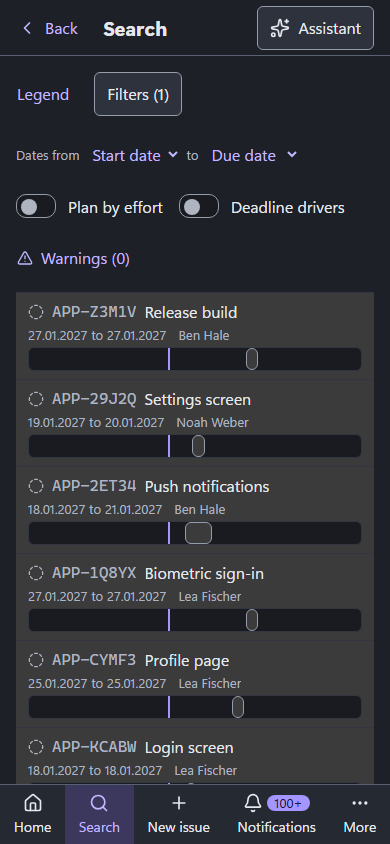 Back Search Assistant
Legend Filters (1)
Dates from Start date to Due date
Plan by effort Deadline drivers
Warnings (0)
APP-Z3M1V Release build
27.01.2027 to 27.01.2027 Ben Hale
APP-29J2Q Settings screen
19.01.2027 to 20.01.2027 Noah Weber
APP-2ET34 Push notifications
18.01.2027 to 21.01.2027 Ben Hale
APP-1Q8YX Biometric sign-in
27.01.2027 to 27.01.2027 Lea Fischer
APP-CYMF3 Profile page
25.01.2027 to 25.01.2027 Lea Fischer
APP-KCABW Login screen
18.01.2027 to 18.01.2027 Lea Fischer
100+
Home Search New issue Notifications More